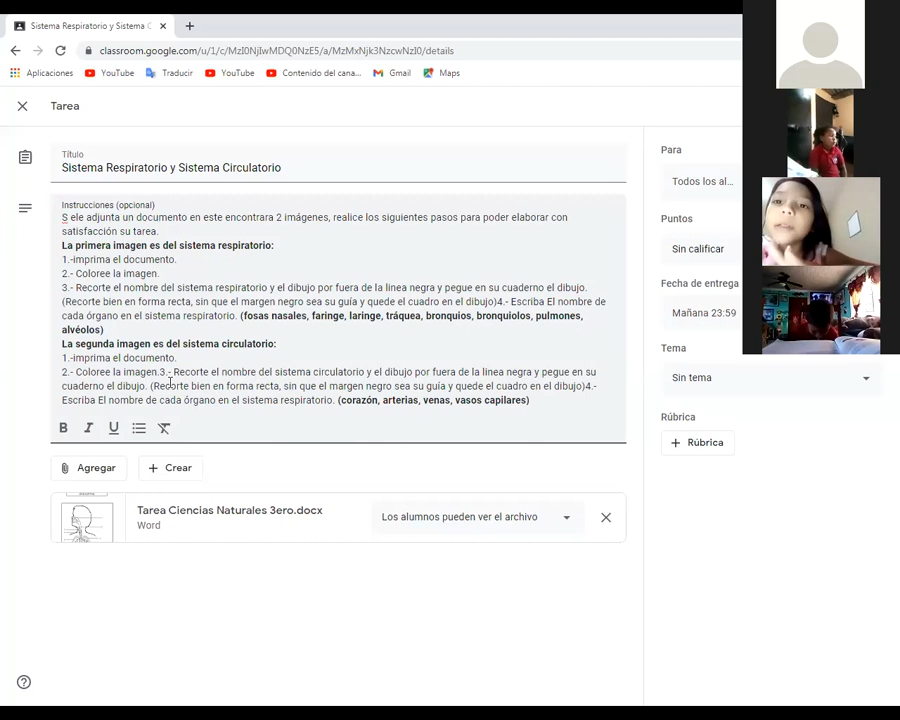 Sistema Respiratorio y Sistema C
classroom.google.com/u/1/c/MzI0NjIwMDQ0NzE5/a/MzMxNjk3NzcwNzI0/details
Aplicaciones YouTube Traducir YouTube Contenido del cana... Gmail Maps
Tarea
Título
Sistema Respiratorio y Sistema Circulatorio
Instrucciones (opcional)
S ele adjunta un documento en este encontrara 2 imágenes, realice los siguientes pasos para poder elaborar con
satisfacción su tarea.
La primera imagen es del sistema respiratorio:
1.-imprima el documento.
2.- Coloree la imagen.
3.- Recorte el nombre del sistema respiratorio y el dibujo por fuera de la linea negra y pegue en su cuaderno el dibujo.
(Recorte bien en forma recta, sin que el margen negro sea su guía y quede el cuadro en el dibujo)4.- Escriba El nombre de
cada órgano en el sistema respiratorio. (fosas nasales, faringe, laringe, tráquea, bronquios, bronquiolos, pulmones,
alvéolos)
La segunda imagen es del sistema circulatorio:
1.-imprima el documento.
2.- Coloree la imagen.3.- Recorte el nombre del sistema circulatorio y el dibujo por fuera de la linea negra y pegue en su
cuaderno el dibujo. (Recorte bien en forma recta, sin que el margen negro sea su guía y quede el cuadro en el dibujo)4.-
Escriba El nombre de cada órgano en el sistema respiratorio. (corazón, arterias, venas, vasos capilares)
B I U
Agregar
Crear
Tarea Ciencias Naturales 3ero.docx
Word
Los alumnos pueden ver el archivo
Para
Todos los al...
Puntos
Sin calificar
Fecha de entrega
Mañana 23:59
Tema
Sin tema
Rúbrica
Rúbrica